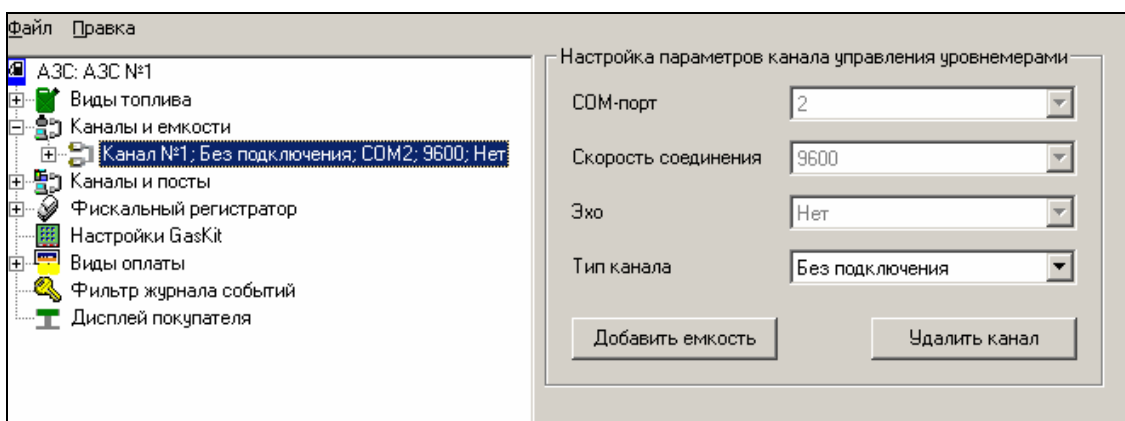 Файл Правка
АЗС: АЗС №1
Виды топлива
Каналы и емкости
Канал №1; Без подключения; COM2; 9600; Нет
Каналы и посты
Фискальный регистратор
Настройки GasKit
Виды оплаты
Фильтр журнала событий
Дисплей покупателя
Настройка параметров канала управления уровнемерами
COM-порт 2
Скорость соединения 9600
Эхо Нет
Тип канала Без подключения
Добавить емкость Удалить канал